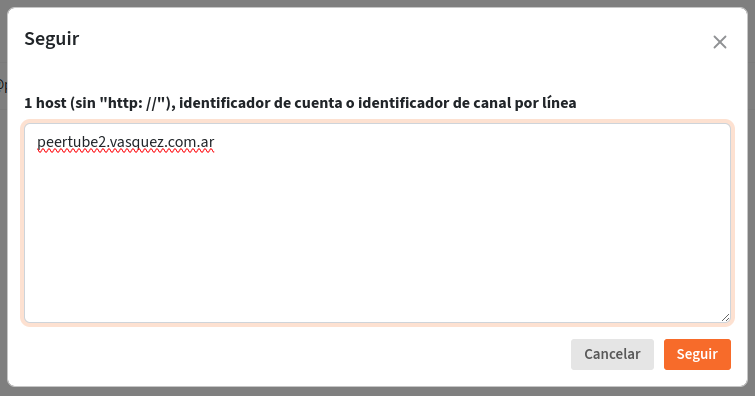 Seguir
1 host (sin "http: //"), identificador de cuenta o identificador de canal por línea
peertube2.vasquez.com.ar
Cancelar
Seguir